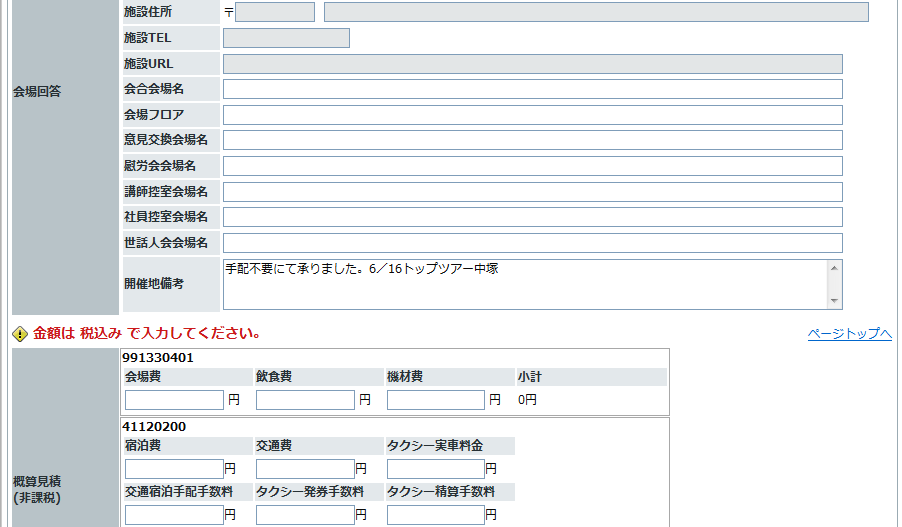 施設住所 〒
施設TEL
施設URL
会場回答
会合会場名
会場フロア
意見交換会場名
慰労会会場名
講師控室会場名
社員控室会場名
世話人会会場名
開催地備考 手配不要にて承りました。6／16トップツアー中塚
金額は 税込み で入力してください。 ページトップへ
991330401
会場費 飲食費 機材費 小計
円 円 円 0円
41120200
宿泊費 交通費 タクシー実車料金
円 円 円
概算見積
(非課税)
交通宿泊手配手数料 タクシー発券手数料 タクシー精算手数料
円 円 円